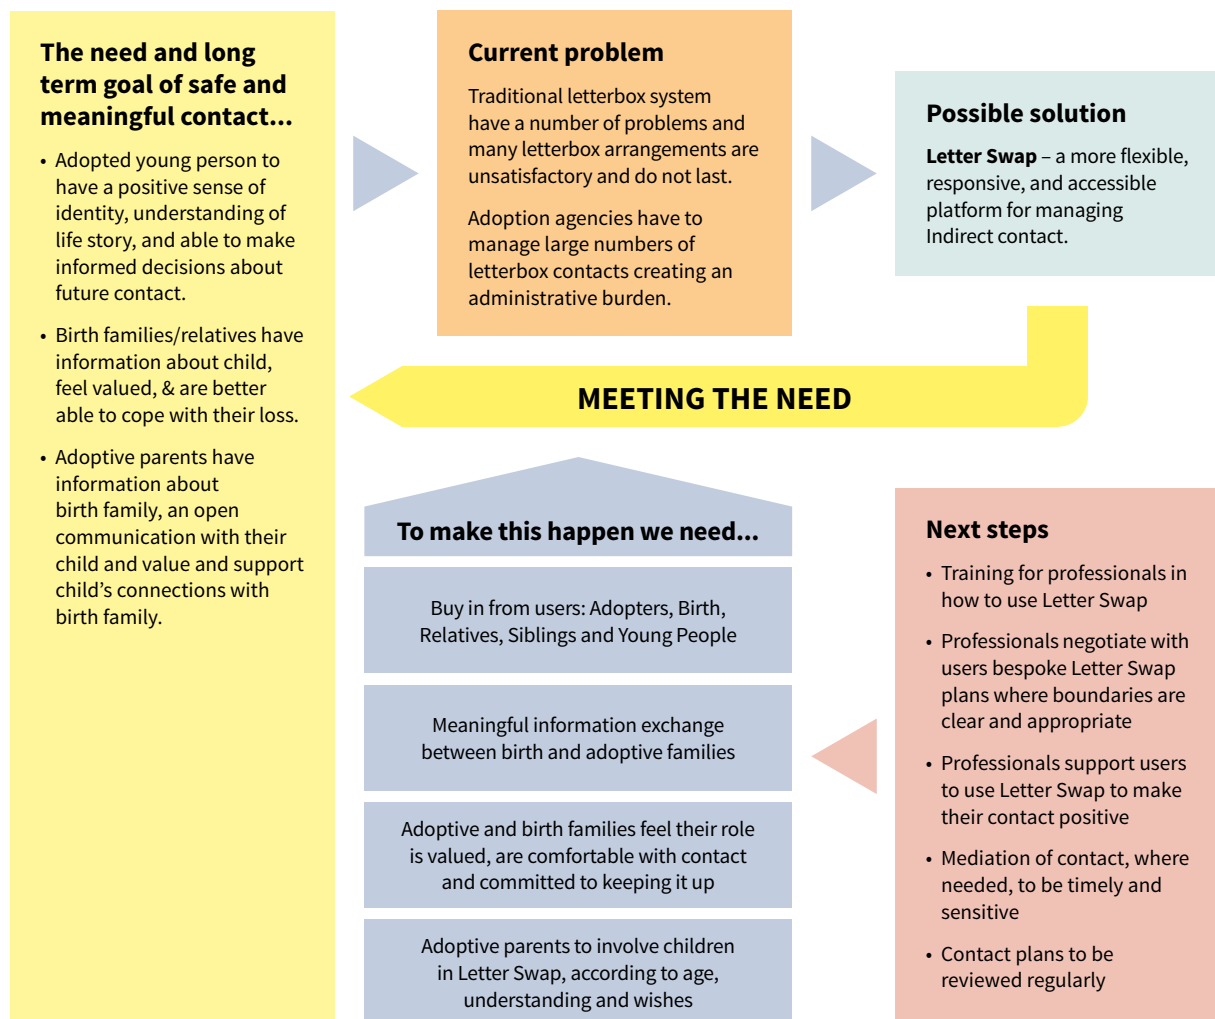 The need and long
term goal of safe and
meaningful contact...
• Adopted young person to
have a positive sense of
identity, understanding of
life story, and able to make
informed decisions about
future contact.
• Birth families/relatives have
information about child,
feel valued, & are better
able to cope with their loss.
• Adoptive parents have
information about
birth family, an open
communication with their
child and value and support
child's connections with
birth family.
Current problem
Traditional letterbox system
have a number of problems and
many letterbox arrangements are
unsatisfactory and do not last.
Adoption agencies have to
manage large numbers of
letterbox contacts creating an
administrative burden.
Possible solution
Letter Swap – a more flexible,
responsive, and accessible
platform for managing
Indirect contact.
MEETING THE NEED
To make this happen we need...
Buy in from users: Adopters, Birth,
Relatives, Siblings and Young People
Meaningful information exchange
between birth and adoptive families
Adoptive and birth families feel their role
is valued, are comfortable with contact
and committed to keeping it up
Adoptive parents to involve children
in Letter Swap, according to age,
understanding and wishes
Next steps
• Training for professionals in
how to use Letter Swap
• Professionals negotiate with
users bespoke Letter Swap
plans where boundaries are
clear and appropriate
• Professionals support users
to use Letter Swap to make
their contact positive
• Mediation of contact, where
needed, to be timely and
sensitive
• Contact plans to be
reviewed regularly